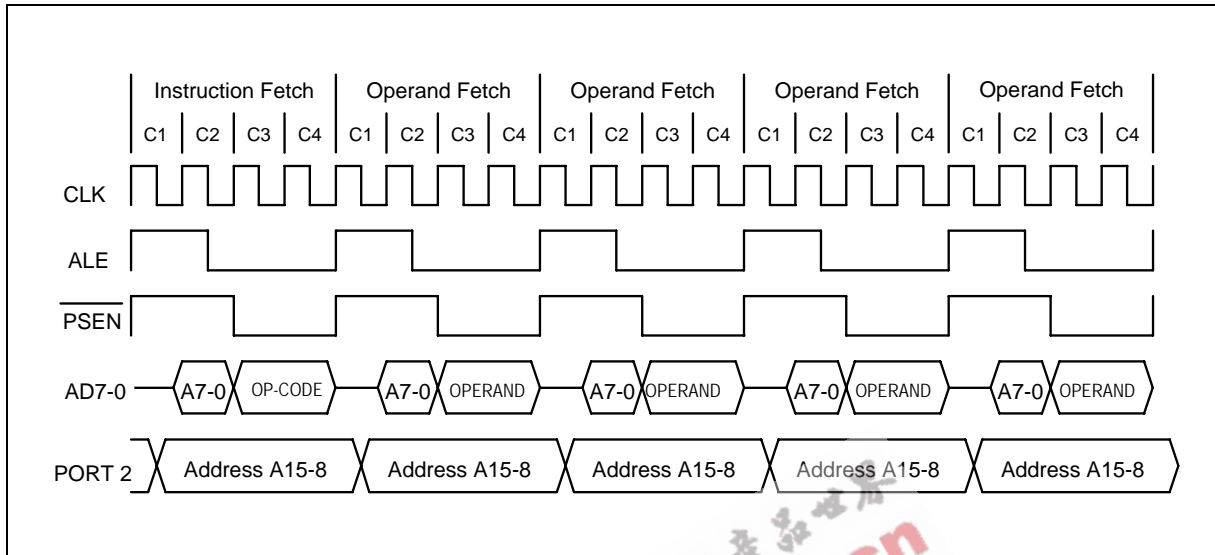 Instruction Fetch Operand Fetch Operand Fetch Operand Fetch Operand Fetch
C1 C2 C3 C4 C1 C2 C3 C4 C1 C2 C3 C4 C1 C2 C3 C4 C1 C2 C3 C4
CLK
ALE
PSEN
AD7-0 A7-0 OP-CODE A7-0 OPERAND A7-0 OPERAND A7-0 OPERAND A7-0 OPERAND
PORT 2 Address A15-8 Address A15-8 Address A15-8 Address A15-8 Address A15-8